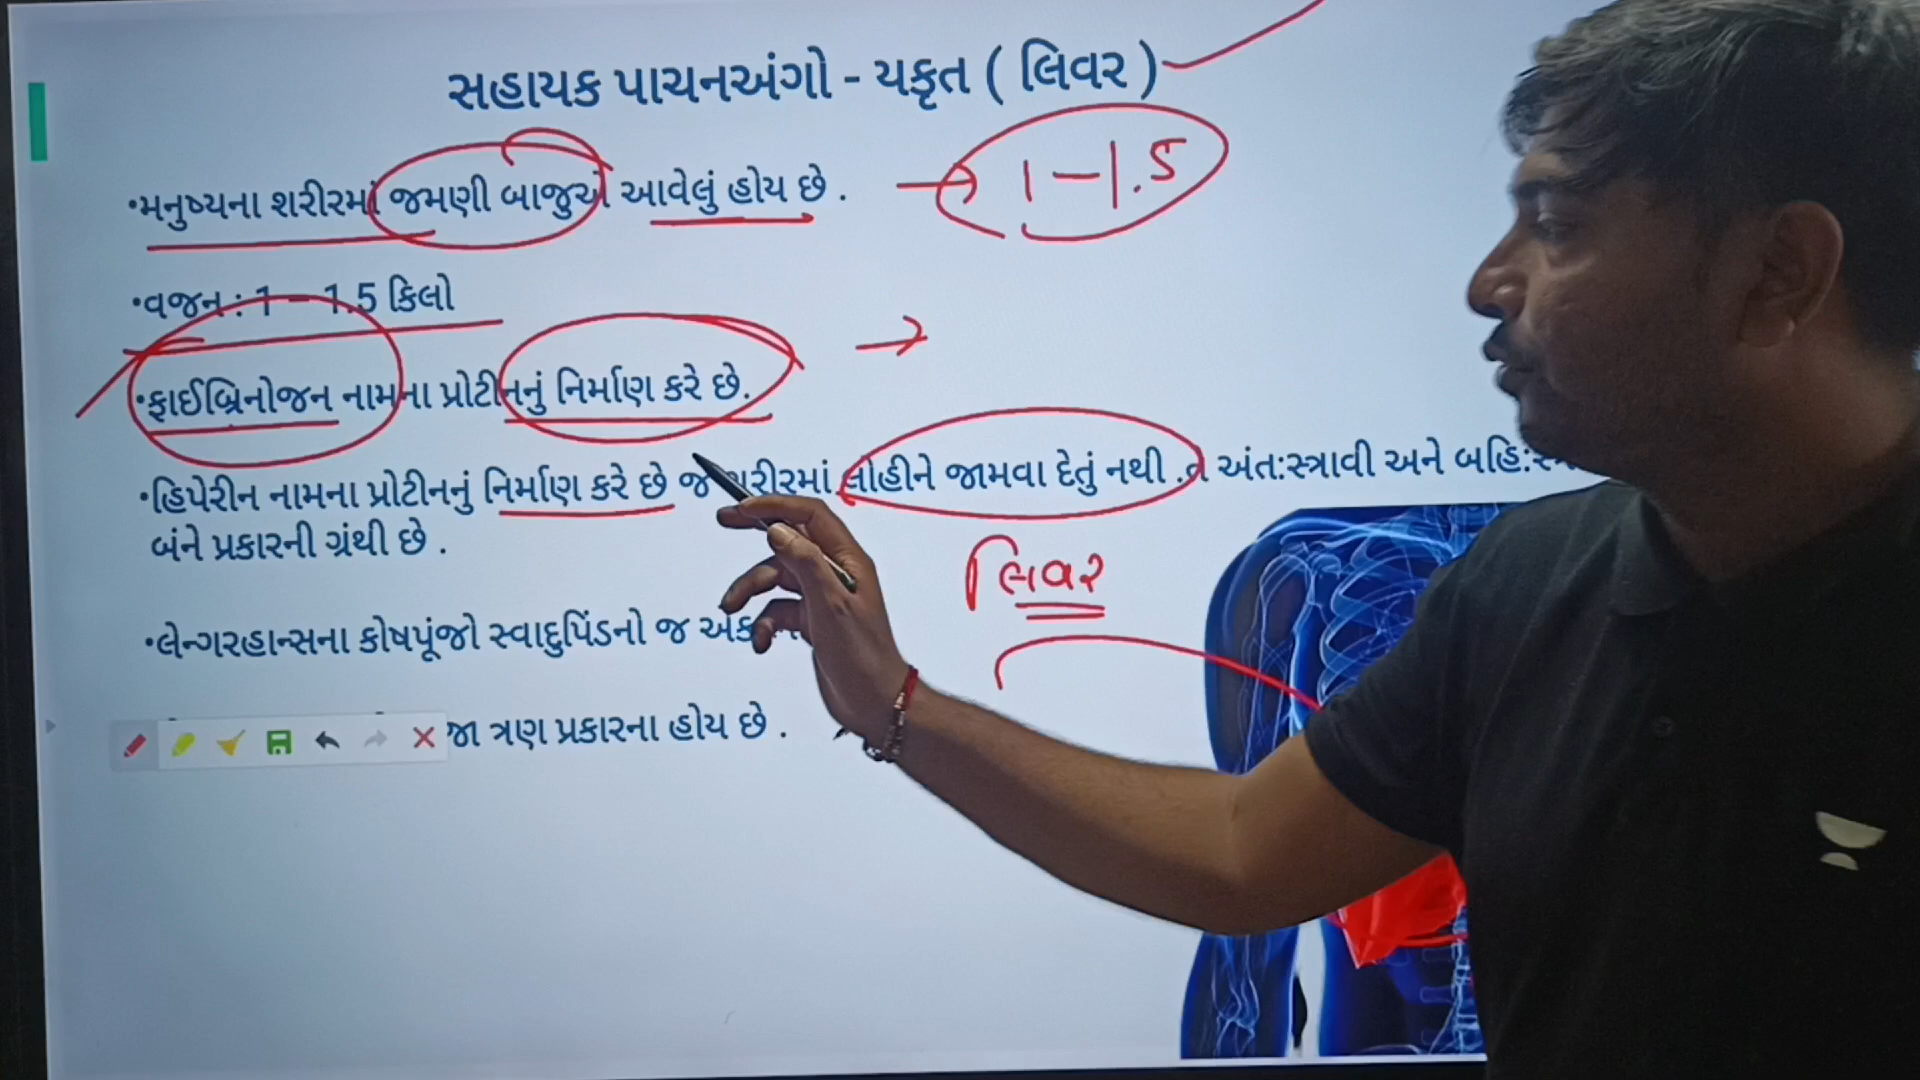 સહાયક પાચનઅંગો - યકૃત ( લિવર )
•મનુષ્યના શરીરમાં જમણી બાજુએ આવેલું હોય છે .
1 - 1.5
•વજન : 1 – 1.5 કિલો
•ફાઈબ્રિનોજન નામના પ્રોટીનનું નિર્માણ કરે છે.
•હિપેરીન નામના પ્રોટીનનું નિર્માણ કરે છે જે શરીરમાં લોહીને જામવા દેતું નથી . અંત:સ્ત્રાવી અને
બંને પ્રકારની ગ્રંથી છે .
લિવર
•લેન્ગરહાન્સના કોષપૂંજો સ્વાદુપિંડનો જ
ત્રણ પ્રકારના હોય છે .